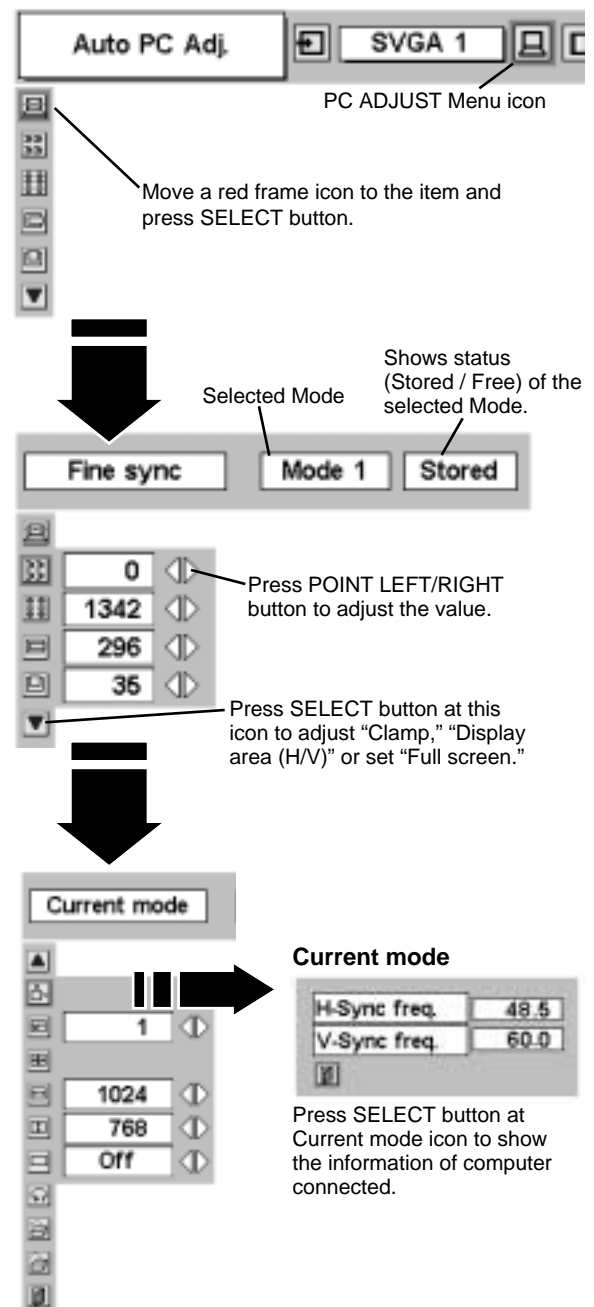 Auto PC Adj.
SVGA 1
PC ADJUST Menu icon
Move a red frame icon to the item and
press SELECT button.
Shows status
(Stored / Free) of the
selected Mode.
Selected Mode
Fine sync
Mode 1
Stored
0
Press POINT LEFT/RIGHT
button to adjust the value.
1342
296
35
Press SELECT button at this
icon to adjust “Clamp,” “Display
area (H/V)” or set “Full screen.”
Current mode
Current mode
H-Sync freq. 48.5
V-Sync freq. 60.0
1
1024
768
Off
Press SELECT button at
Current mode icon to show
the information of computer
connected.